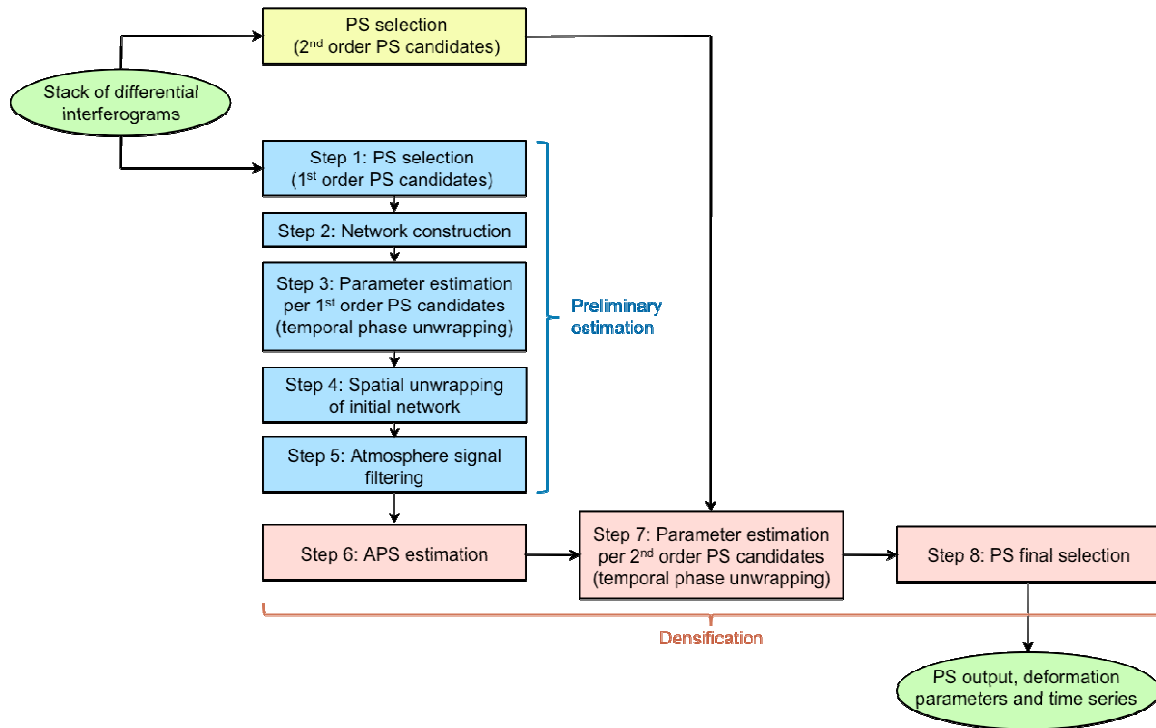 PS selection
(2nd order PS candidates)
Stack of differential
interferograms
Step 1: PS selection
(1st order PS candidates)
Step 2: Network construction
Step 3: Parameter estimation
per 1st order PS candidates
(temporal phase unwrapping)
Preliminary
ostimation
Step 4: Spatial unwrapping
of initial network
Step 5: Atmosphere signal
filtering
Step 6: APS estimation
Step 7: Parameter estimation
per 2nd order PS candidates
(temporal phase unwrapping)
Step 8: PS final selection
Densification
PS output, deformation
parameters and time series